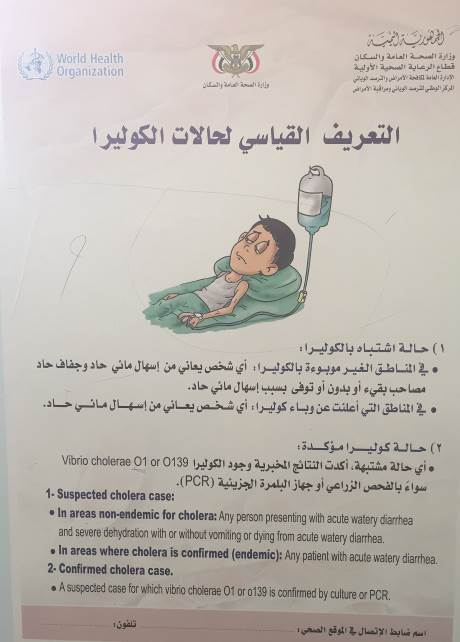 World Health
Organization
وزارة الصحة العامة والسكان
الجمهورية اليمنية
وزارة الصحة العامة والسكان
قطاع الرعاية الصحية الأولية
الإدارة العامة لمكافحة الأمراض والترصد الوبائي
المركز الوطني للترصد الوبائي ومراقبة الأمراض
التعريف القياسي لحالات الكوليرا
١) حالة اشتباه بالكوليرا:
• في المناطق الغير موبوءة بالكوليرا: أي شخص يعاني من إسهال مائي حاد وجفاف حاد
مصاحب بقيء أو بدون أو توفى بسبب إسهال مائي حاد.
• في المناطق التي أعلنت عن وباء كوليرا: أي شخص يعاني من إسهال مائي حاد.
٢) حالة كوليرا مؤكدة:
• أي حالة مشتبهة، أكدت النتائج المخبرية وجود الكوليرا Vibrio cholerae O1 or O139
سواءً بالفحص الزراعي أو جهاز البلمرة الجزيئية (PCR).
1- Suspected cholera case:
• In areas non-endemic for cholera: Any person presenting with acute watery diarrhea
and severe dehydration with or without vomiting or dying from acute watery diarrhea.
• In areas where cholera is confirmed (endemic): Any patient with acute watery diarrhea.
2- Confirmed cholera case.
• A suspected case for which vibrio cholerae O1 or o139 is confirmed by culture or PCR.
اسم ضابط الإتصال في الموقع الصحي: تلفون: